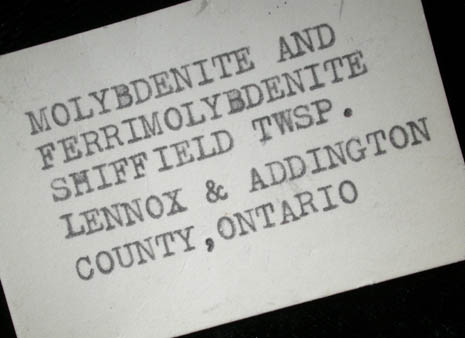 MOLYBDENITE AND
FERRIMOLYBDENITE
SHIFFIELD TWSP.
LENNOX & ADDINGTON
COUNTY,ONTARIO